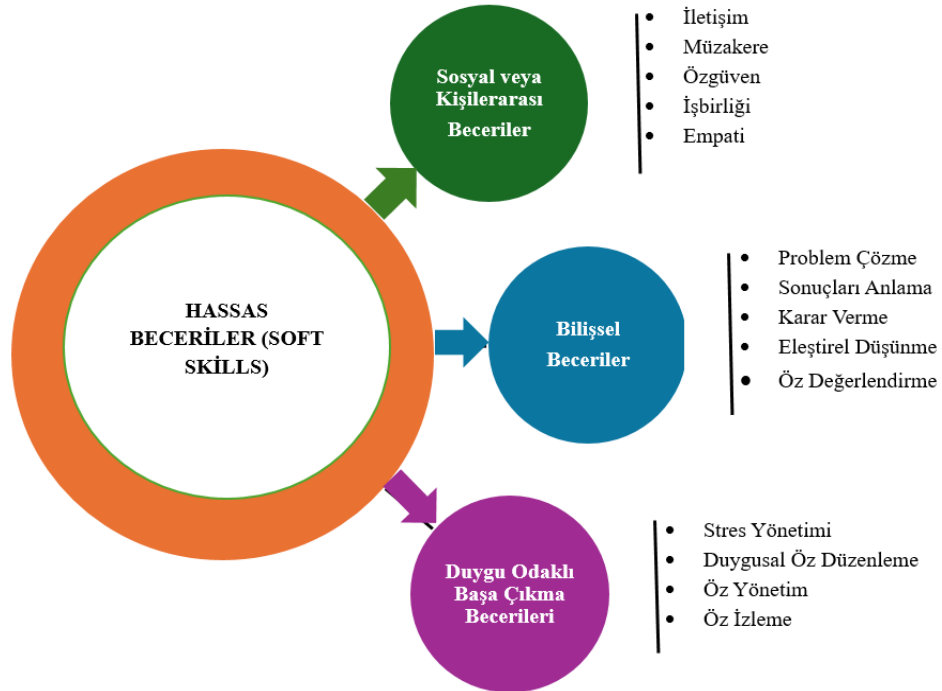 HASSAS
BECERİLER (SOFT
SKİLLS)
Sosyal veya
Kişilerarası
Beceriler
• İletişim
• Müzakere
• Özgüven
• İşbirliği
• Empati
Bilişsel
Beceriler
• Problem Çözme
• Sonuçları Anlama
• Karar Verme
• Eleştirel Düşünme
• Öz Değerlendirme
Duygu Odaklı
Başa Çıkma
Becerileri
• Stres Yönetimi
• Duygusal Öz Düzenleme
• Öz Yönetim
• Öz İzleme